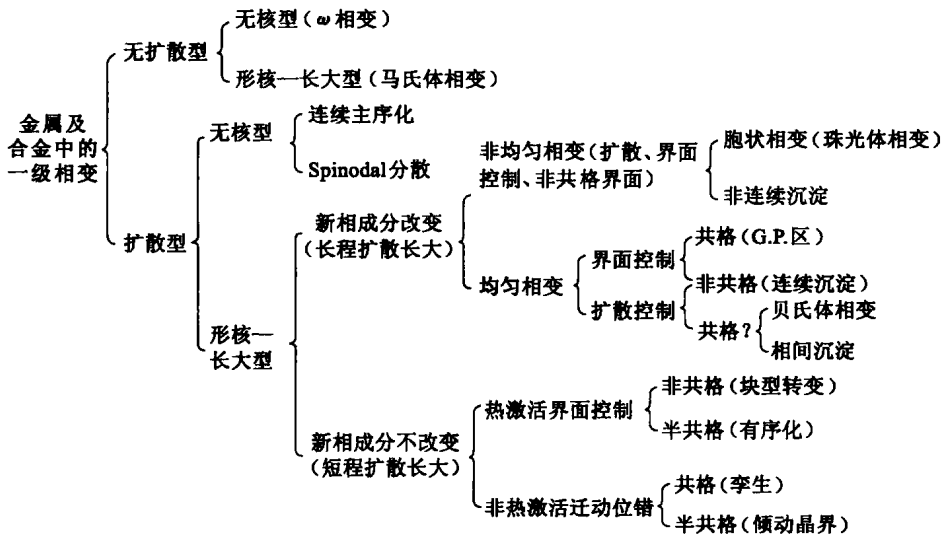 无核型(ω相变)
无扩散型
形核—长大型(马氏体相变)
金属及
合金中的
一级相变
连续主序化
无核型
Spinodal分散
扩散型
非均匀相变(扩散、界面
控制、非共格界面)
胞状相变(珠光体相变)
非连续沉淀
新相成分改变
(长程扩散长大)
共格(G.P.区)
界面控制
均匀相变
非共格(连续沉淀)
扩散控制
贝氏体相变
共格?
相间沉淀
形核—
长大型
非共格(块型转变)
热激活界面控制
半共格(有序化)
新相成分不改变
(短程扩散长大)
共格(孪生)
非热激活迁动位错
半共格(倾动晶界)